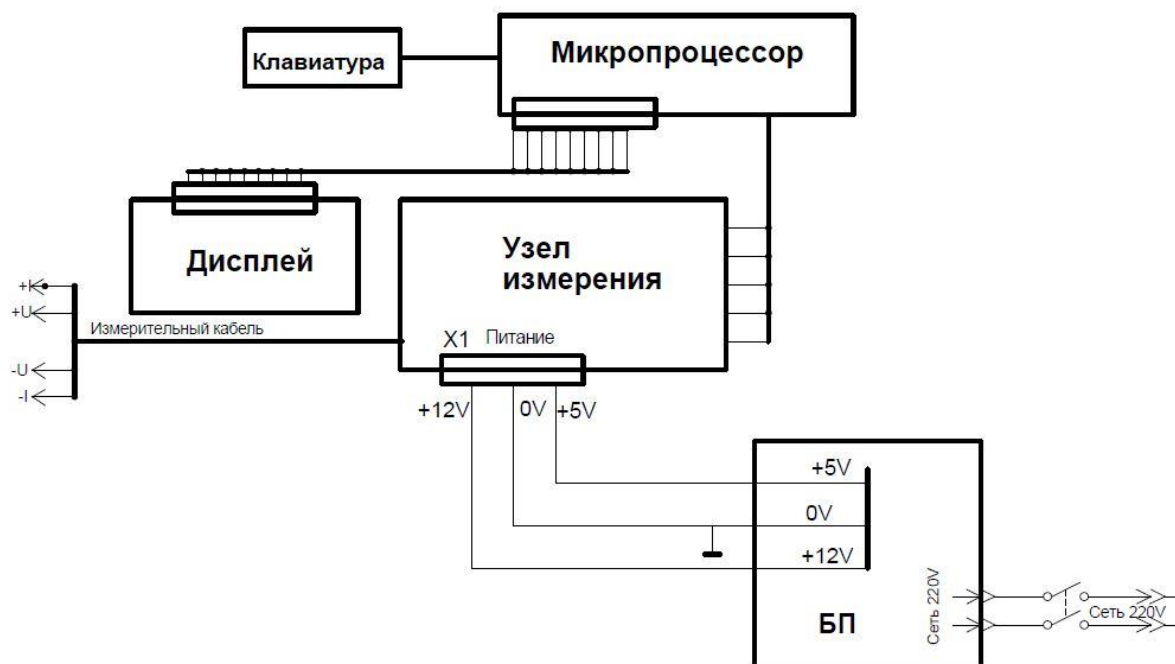 Микропроцессор
Клавиатура
Дисплей
Узел
измерения
+I
+U
Измерительный кабель
-U
-I
X1 Питание
+12V 0V +5V
+5V
0V
+12V
БП
Сеть 220V
Сеть 220V